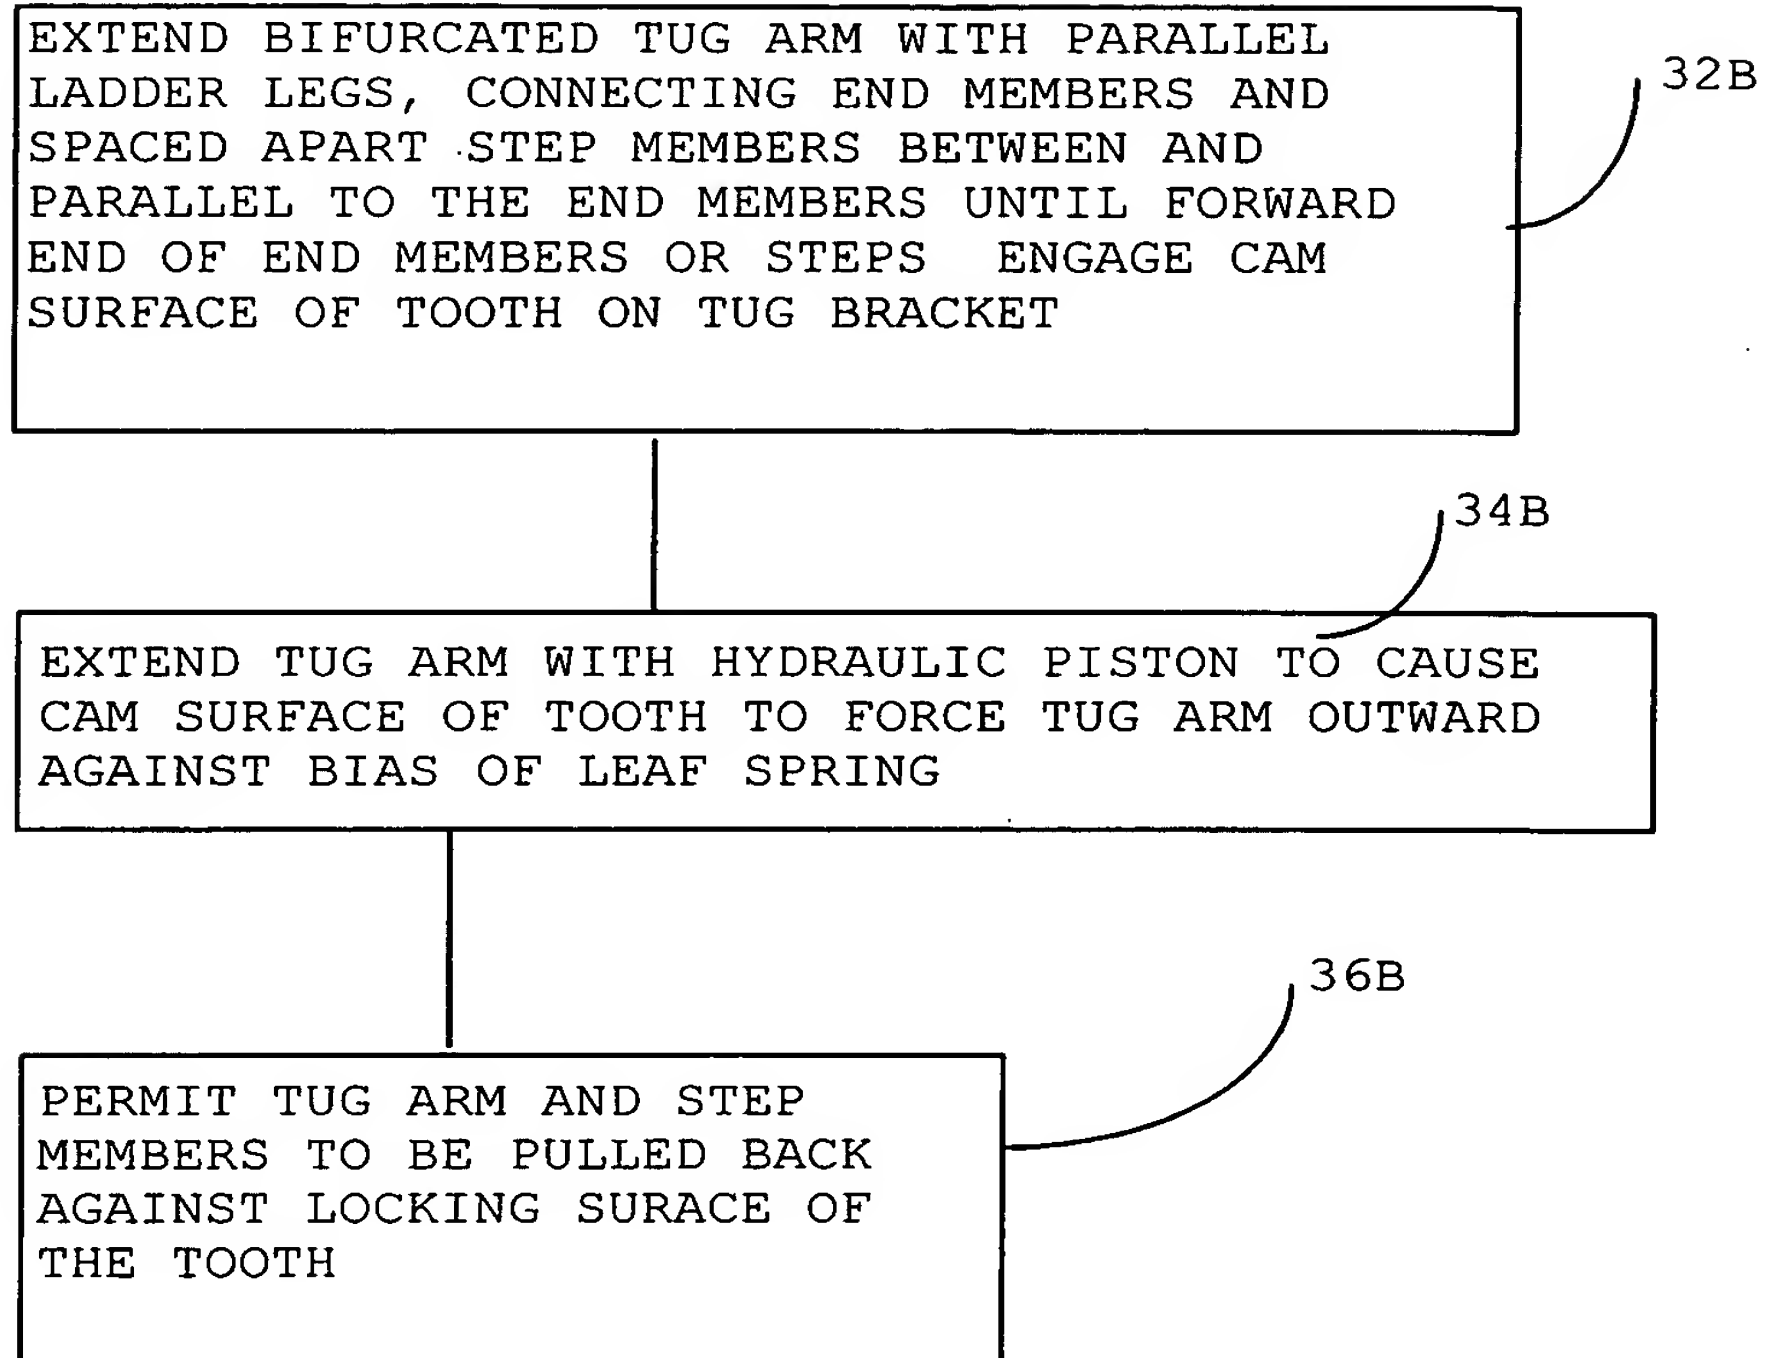 EXTEND BIFURCATED TUG ARM WITH PARALLEL
LADDER LEGS, CONNECTING END MEMBERS AND
SPACED APART STEP MEMBERS BETWEEN AND
PARALLEL TO THE END MEMBERS UNTIL FORWARD
END OF END MEMBERS OR STEPS ENGAGE CAM
SURFACE OF TOOTH ON TUG BRACKET
32B
34B
EXTEND TUG ARM WITH HYDRAULIC PISTON TO CAUSE
CAM SURFACE OF TOOTH TO FORCE TUG ARM OUTWARD
AGAINST BIAS OF LEAF SPRING
36B
PERMIT TUG ARM AND STEP
MEMBERS TO BE PULLED BACK
AGAINST LOCKING SURACE OF
THE TOOTH